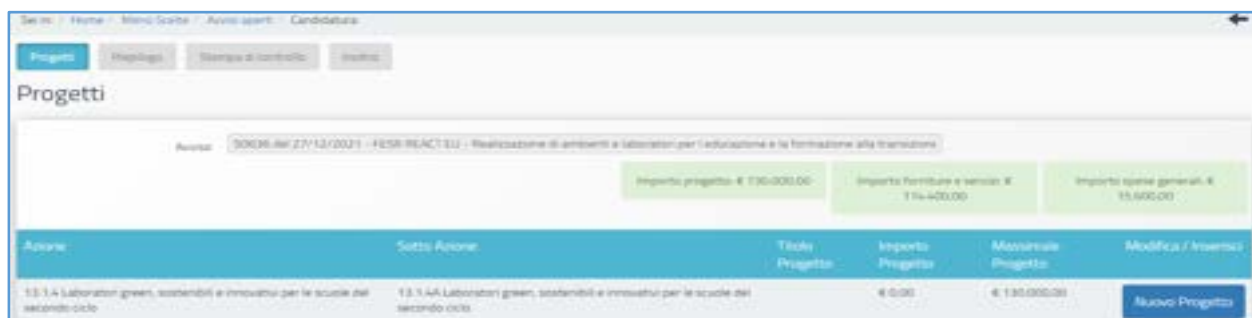 Sei in: / Home / Menù Scelte / Avvisi aperti / Candidatura
Progetti Riepilogo Stampa di controllo Inoltro
Progetti
Avviso: 50636 del 27/12/2021 - FESR REACT EU - Realizzazione di ambienti e laboratori per l'educazione e la formazione alla transizione
Importo progetto: € 130.000,00 Importo forniture e servizi: € 114.400,00 Importo spese generali: € 15.600,00
Azione Sotto Azione Titolo Progetto Importo Progetto Massimale Progetto Modifica / Inserisci
13.1.4 Laboratori green, sostenibili e innovativi per le scuole del secondo ciclo 13.1.4A Laboratori green, sostenibili e innovativi per le scuole del secondo ciclo € 0,00 € 130.000,00 Nuovo Progetto